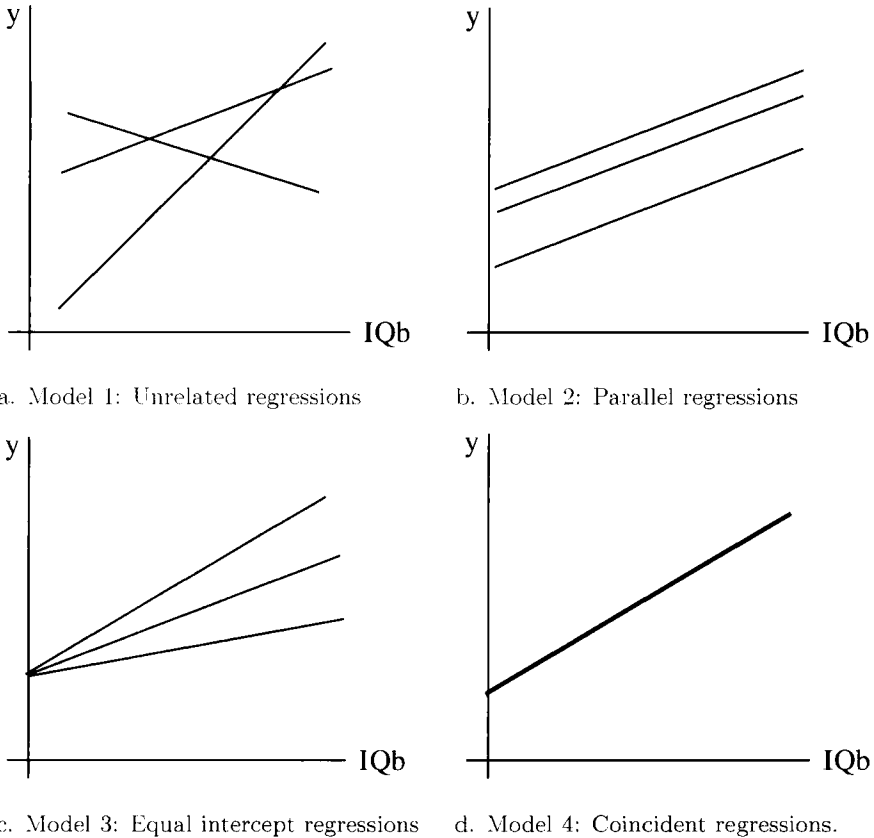 y
y
IQb
IQb
a. Model 1: Unrelated regressions
b. Model 2: Parallel regressions
y
y
IQb
IQb
c. Model 3: Equal intercept regressions
d. Model 4: Coincident regressions.